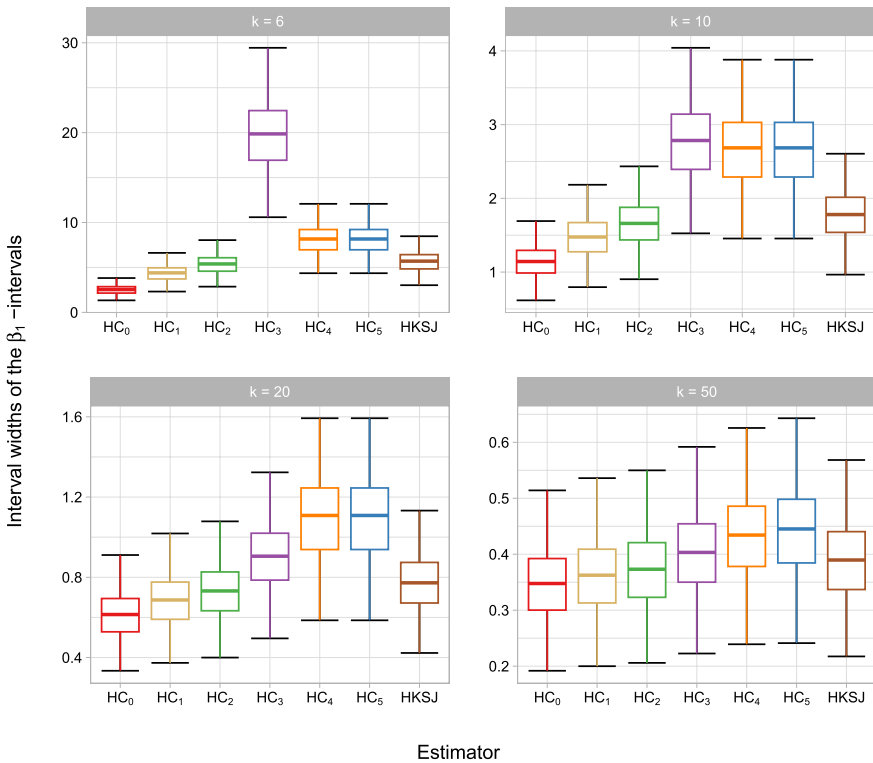 k = 6
k = 10
30
20
10
0
4
3
2
1
HC₀ HC₁ HC₂ HC₃ HC₄ HC₅ HKSJ
HC₀ HC₁ HC₂ HC₃ HC₄ HC₅ HKSJ
Interval widths of the β₁ −intervals
k = 20
k = 50
1.6
1.2
0.8
0.4
0.6
0.5
0.4
0.3
0.2
HC₀ HC₁ HC₂ HC₃ HC₄ HC₅ HKSJ
HC₀ HC₁ HC₂ HC₃ HC₄ HC₅ HKSJ
Estimator